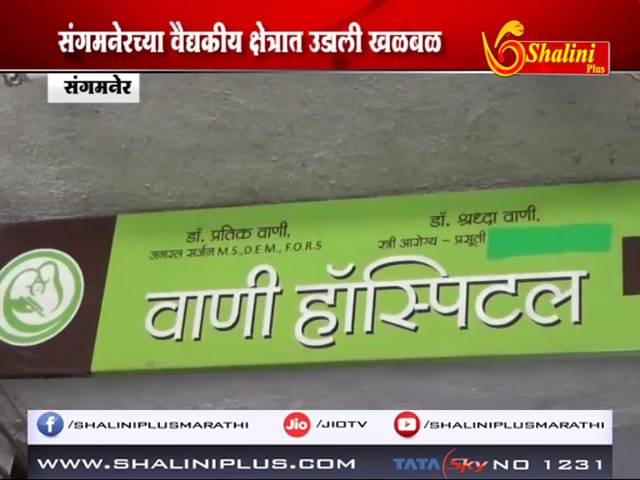 संगमनेरच्या वैद्यकीय क्षेत्रात उडाली खळबळ
Shalini
Plus
संगमनेर
डॉ. प्रतिक वाणी.
जनरल सर्जन M.S.,D.E.M., F.O.R.S
डॉ. श्रध्दा वाणी.
स्त्री आरोग्य - प्रसूती
वाणी हॉस्पिटल
/SHALINIPLUSMARATHI
Jio /JIOTV
/SHALINIPLUSMARATHI
WWW.SHALINIPLUS.COM
TATA Sky NO 1231